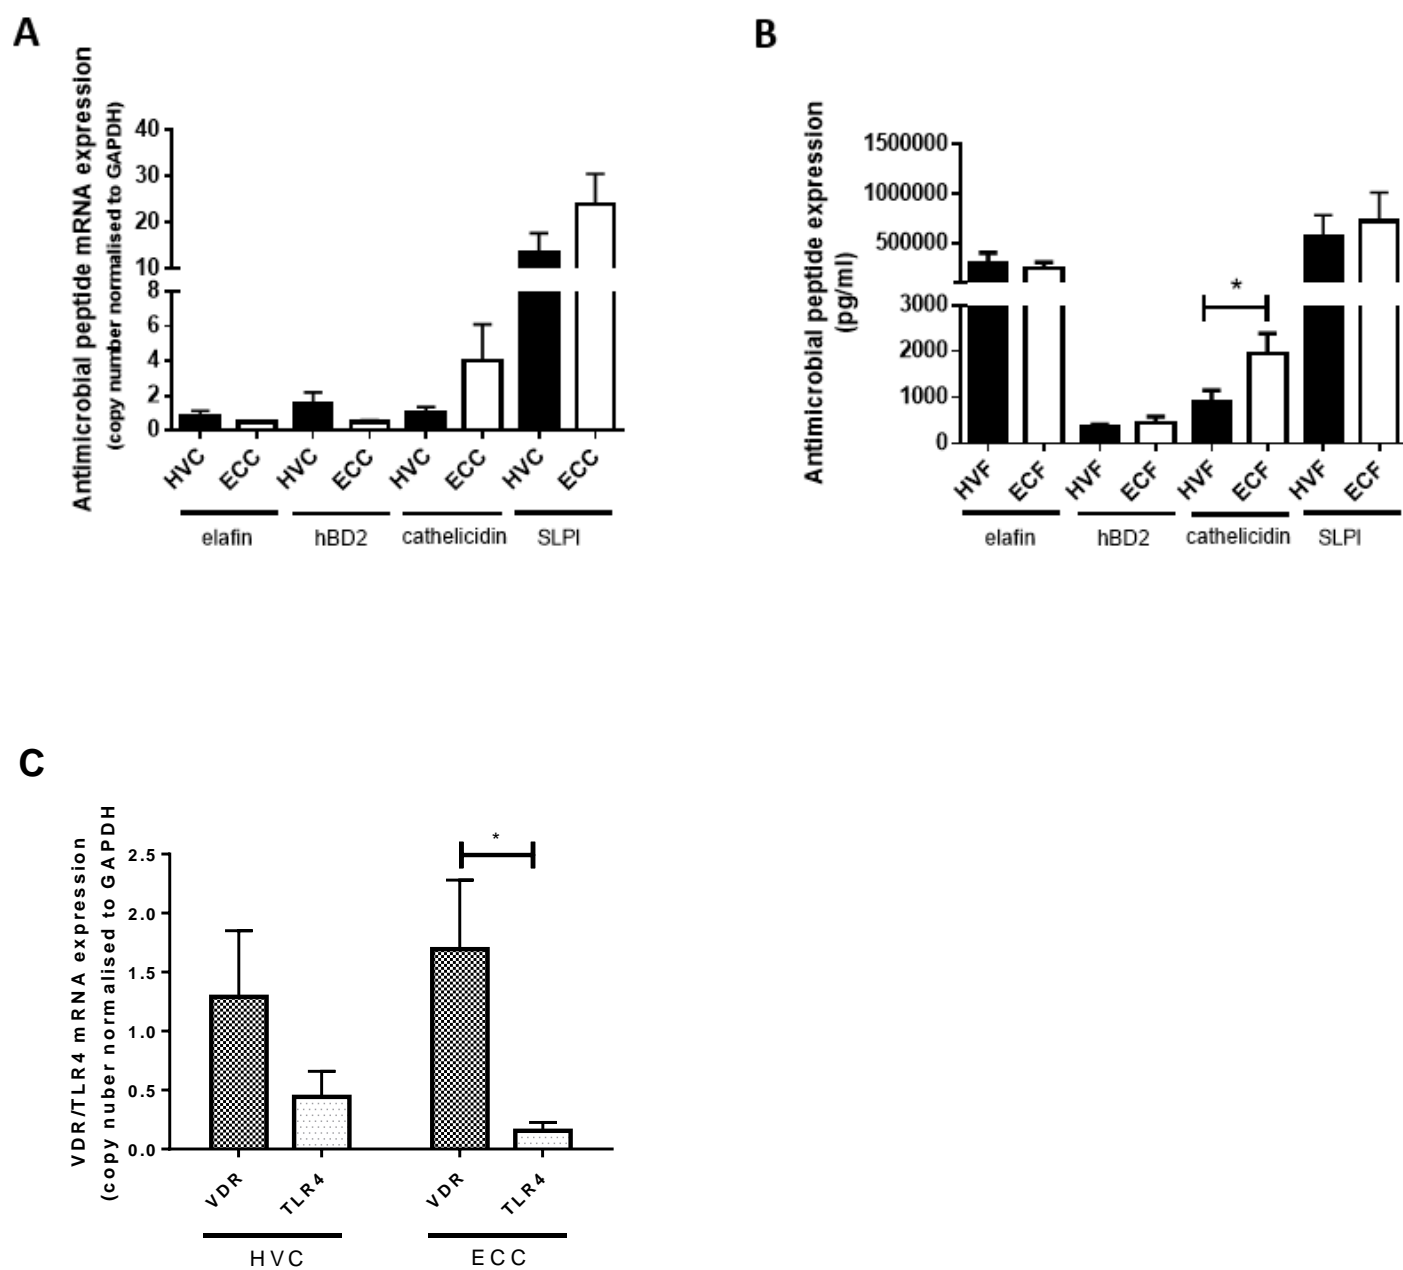 A
Antimicrobial peptide mRNA expression
(copy number normalised to GAPDH)
40
30
20
10
8
6
4
2
0
HVC ECC HVC ECC HVC ECC HVC ECC
elafin hBD2 cathelicidin SLPI
B
Antimicrobial peptide expression
(pg/ml)
1500000
1000000
500000
3000
2000
1000
0
*
HVF ECF HVF ECF HVF ECF HVF ECF
elafin hBD2 cathelicidin SLPI
C
VDR/TLR4 mRNA expression
(copy nuber normalised to GAPDH
2.5
2.0
1.5
1.0
0.5
0.0
*
VDR TLR4 VDR TLR4
HVC ECC